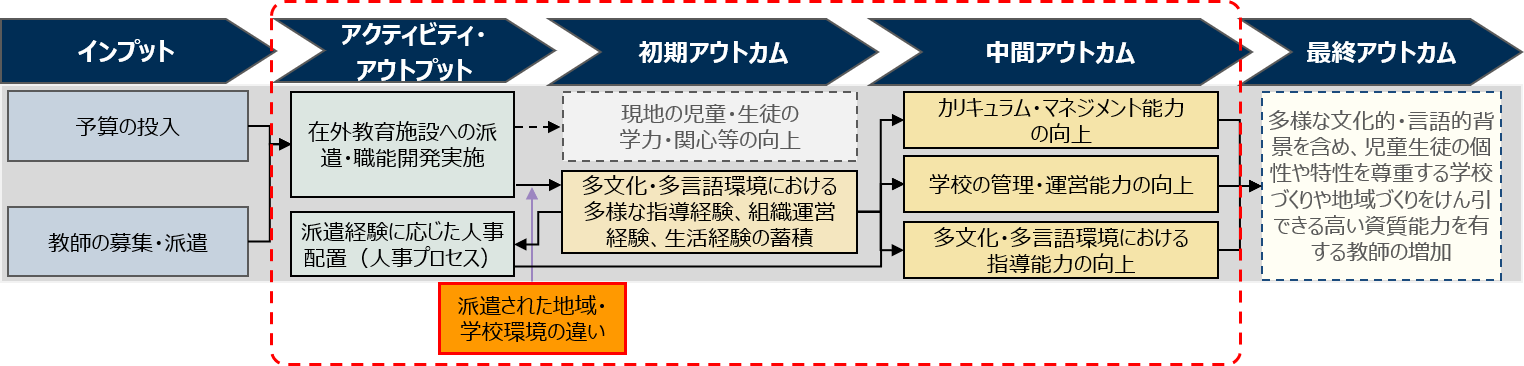 インプット
アクティビティ・
アウトプット
初期アウトカム
中間アウトカム
最終アウトカム
予算の投入
教師の募集・派遣
在外教育施設への派
遣・職能開発実施
派遣経験に応じた人事
配置（人事プロセス）
派遣された地域・
学校環境の違い
現地の児童・生徒の
学力・関心等の向上
多文化・多言語環境における
多様な指導経験、組織運営
経験、生活経験の蓄積
カリキュラム・マネジメント能力
の向上
学校の管理・運営能力の向上
多文化・多言語環境における
指導能力の向上
多様な文化的・言語的背
景を含め、児童生徒の個
性や特性を尊重する学校
づくりや地域づくりをけん引
できる高い資質能力を有
する教師の増加